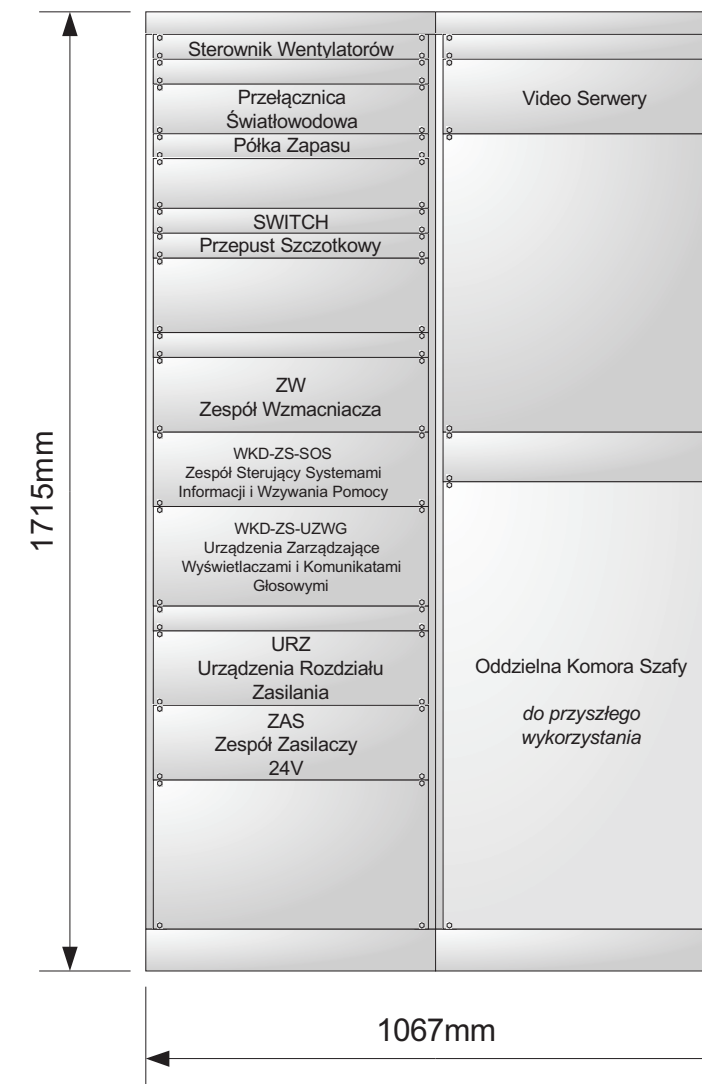 Sterownik Wentylatorów
Przełącznica
Światłowodowa
Półka Zapasu
SWITCH
Przepust Szczotkowy
ZW
Zespół Wzmacniacza
WKD-ZS-SOS
Zespół Sterujący Systemami
Informacji i Wzywania Pomocy
WKD-ZS-UZWG
Urządzenia Zarządzające
Wyświetlaczami i Komunikatami
Głosowymi
URZ
Urządzenia Rozdziału
Zasilania
ZAS
Zespół Zasilaczy
24V
Video Serwery
Oddzielna Komora Szafy
do przyszłego
wykorzystania
1715mm
1067mm